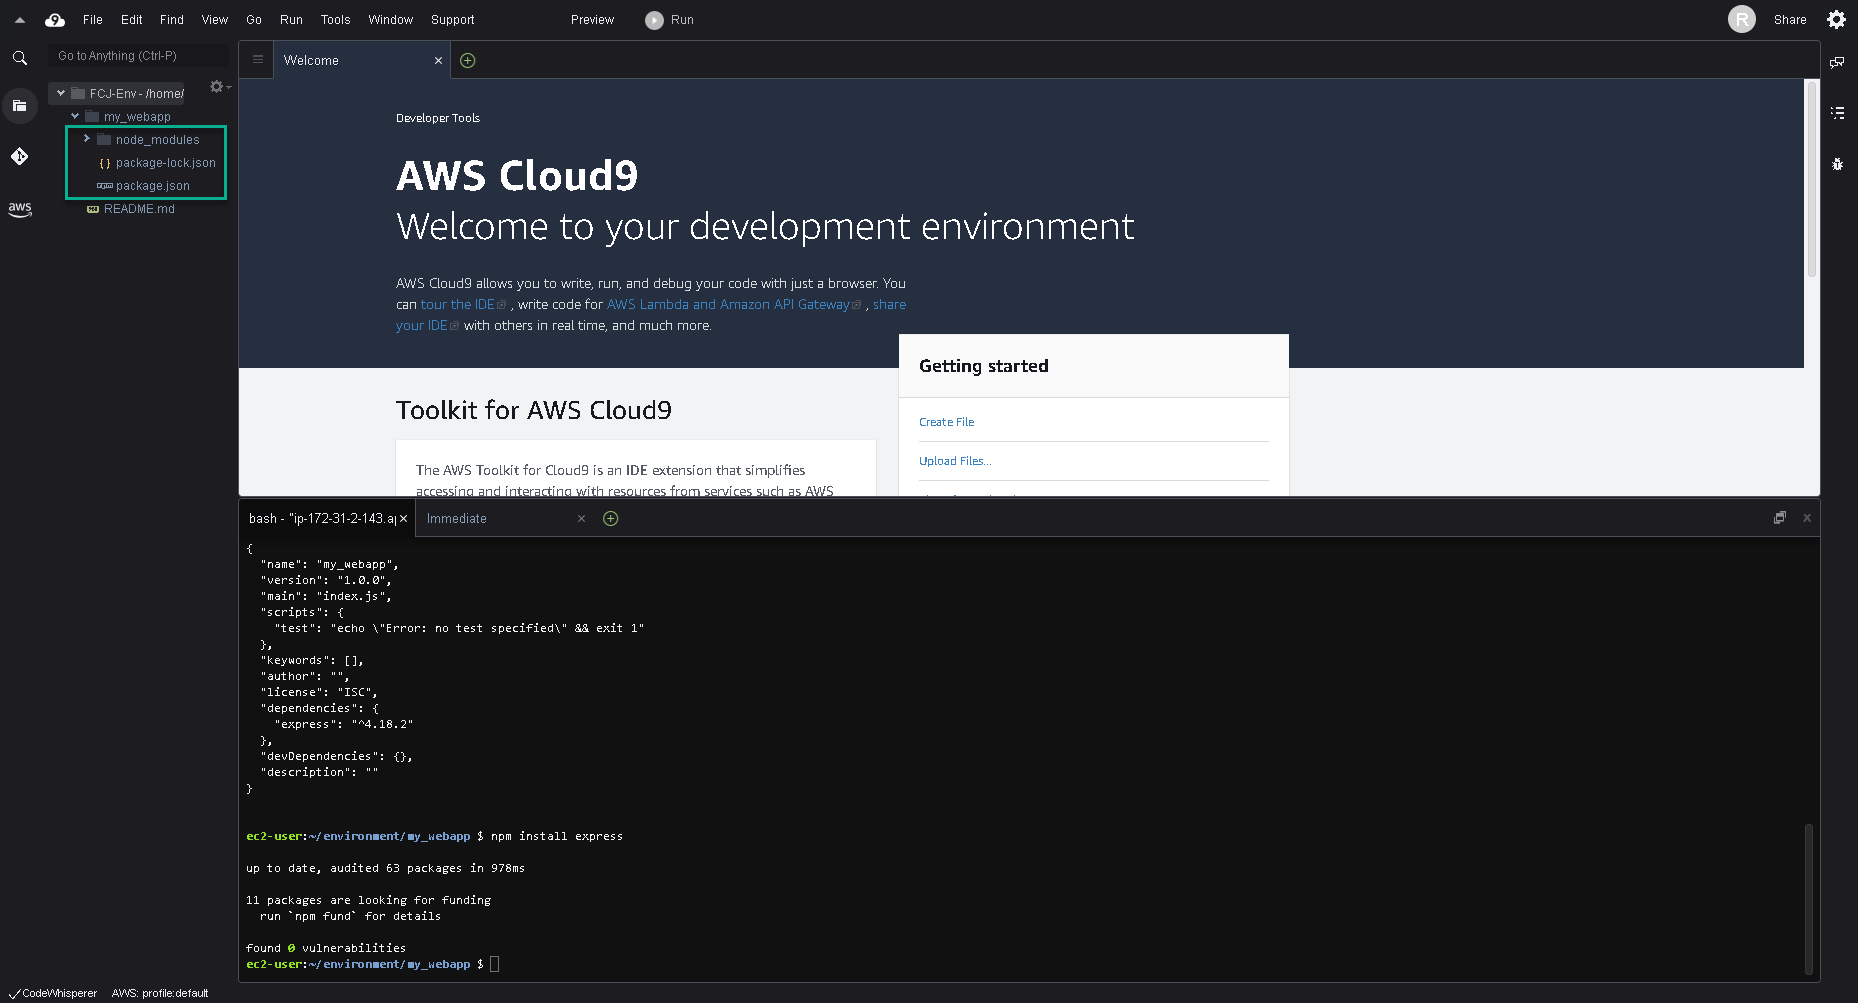 File Edit Find View Go Run Tools Window Support Preview Run R Share
Go to Anything (Ctrl-P)
FCJ-Env - /home/
my_webapp
node_modules
package-lock.json
package.json
README.md
aws
Welcome
Developer Tools
AWS Cloud9
Welcome to your development environment
AWS Cloud9 allows you to write, run, and debug your code with just a browser. You
can tour the IDE , write code for AWS Lambda and Amazon API Gateway , share
your IDE with others in real time, and much more.
Getting started
Create File
Upload Files...
Toolkit for AWS Cloud9
The AWS Toolkit for Cloud9 is an IDE extension that simplifies
accessing and interacting with resources from services such as AWS
bash - "ip-172-31-2-143.ap
Immediate
{
"name": "my_webapp",
"version": "1.0.0",
"main": "index.js",
"scripts": {
"test": "echo \"Error: no test specified\" && exit 1"
},
"keywords": [],
"author": "",
"license": "ISC",
"dependencies": {
"express": "^4.18.2"
},
"devDependencies": {},
"description": ""
}
ec2-user:~/environment/my_webapp $ npm install express
up to date, audited 63 packages in 978ms
11 packages are looking for funding
run `npm fund` for details
found 0 vulnerabilities
ec2-user:~/environment/my_webapp $
CodeWhisperer AWS: profile:default